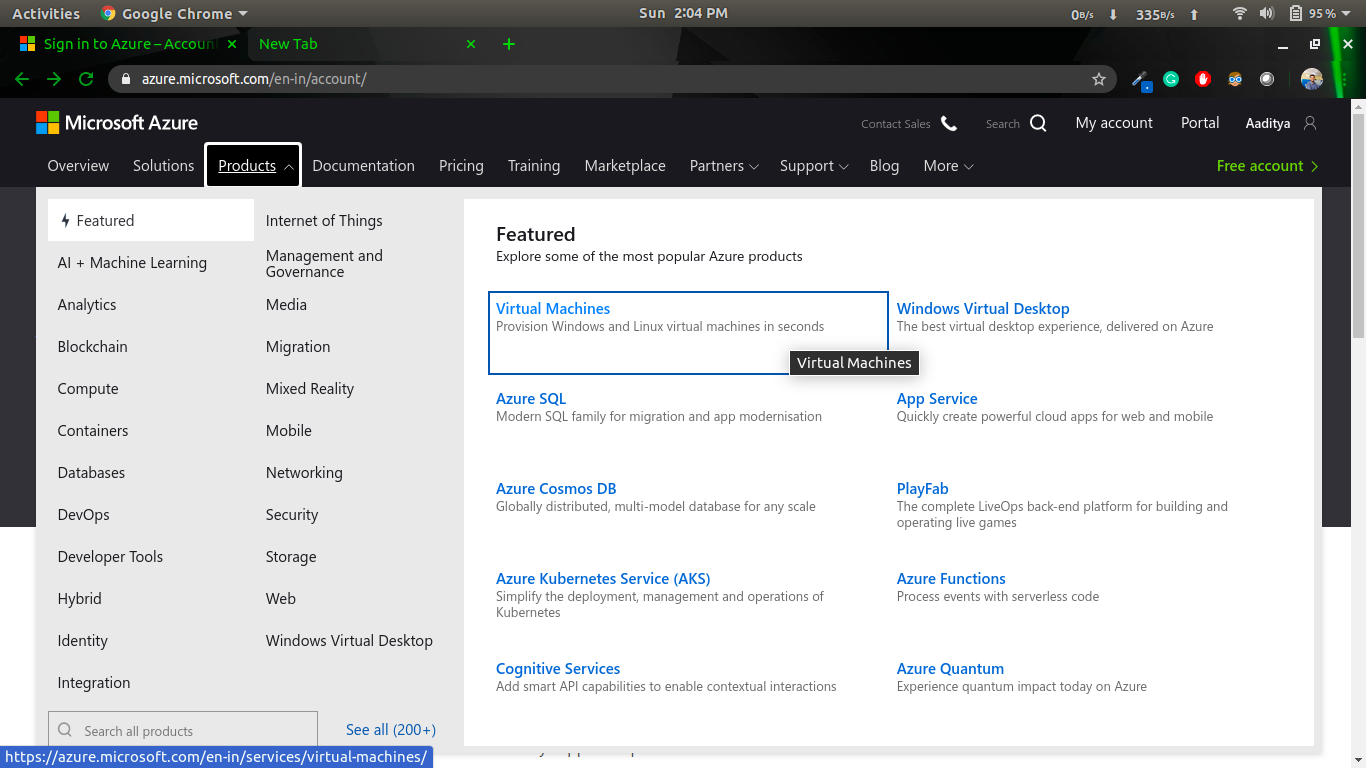 Activities Google Chrome Sun 2:04 PM 0B/s 335B/s 95%
Sign in to Azure – Account New Tab
azure.microsoft.com/en-in/account/
Microsoft Azure Contact Sales Search My account Portal Aaditya
Overview Solutions Products Documentation Pricing Training Marketplace Partners Support Blog More Free account
Featured
AI + Machine Learning
Analytics
Blockchain
Compute
Containers
Databases
DevOps
Developer Tools
Hybrid
Identity
Integration
Internet of Things
Management and
Governance
Media
Migration
Mixed Reality
Mobile
Networking
Security
Storage
Web
Windows Virtual Desktop
Search all products See all (200+)
Featured
Explore some of the most popular Azure products
Virtual Machines
Provision Windows and Linux virtual machines in seconds
Virtual Machines
Windows Virtual Desktop
The best virtual desktop experience, delivered on Azure
Azure SQL
Modern SQL family for migration and app modernisation
App Service
Quickly create powerful cloud apps for web and mobile
Azure Cosmos DB
Globally distributed, multi-model database for any scale
PlayFab
The complete LiveOps back-end platform for building and
operating live games
Azure Kubernetes Service (AKS)
Simplify the deployment, management and operations of
Kubernetes
Azure Functions
Process events with serverless code
Cognitive Services
Add smart API capabilities to enable contextual interactions
Azure Quantum
Experience quantum impact today on Azure
https://azure.microsoft.com/en-in/services/virtual-machines/